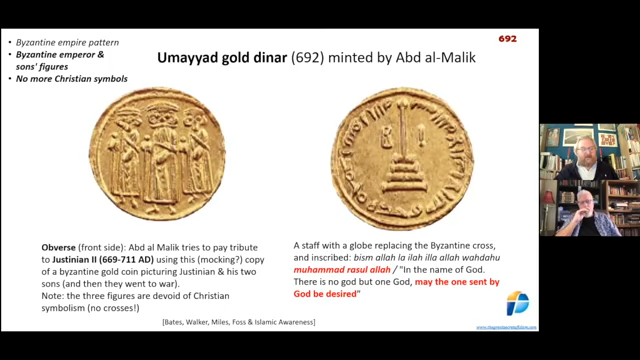 • Byzantine empire pattern
• Byzantine emperor &
sons' figures
• No more Christian symbols
692
Umayyad gold dinar (692) minted by Abd al-Malik
Obverse (front side): Abd al Malik tries to pay tribute
to Justinian II (669-711 AD) using this (mocking?) copy
of a byzantine gold coin picturing Justinian & his two
sons (and then they went to war).
Note: the three figures are devoid of Christian
symbolism (no crosses!)
A staff with a globe replacing the Byzantine cross,
and inscribed: bism allah la ilah illa allah wahdahu
muhammad rasul allah / "In the name of God.
There is no god but one God, may the one sent by
God be desired"
[Bates, Walker, Miles, Foss & Islamic Awareness]